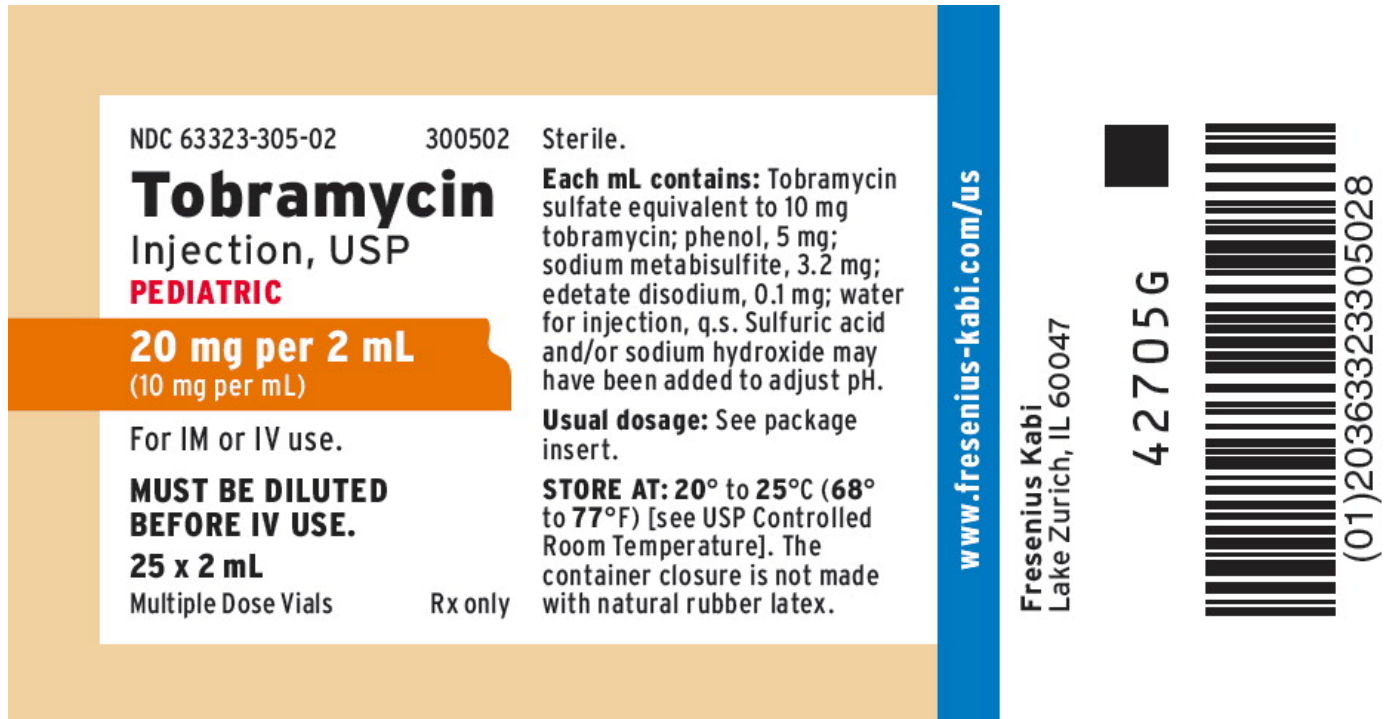 NDC 63323-305-02 300502
Tobramycin
Injection, USP
PEDIATRIC
20 mg per 2 mL
(10 mg per mL)
For IM or IV use.
MUST BE DILUTED
BEFORE IV USE.
25 x 2 mL
Multiple Dose Vials Rx only
Sterile.
Each mL contains: Tobramycin
sulfate equivalent to 10 mg
tobramycin; phenol, 5 mg;
sodium metabisulfite, 3.2 mg;
edetate disodium, 0.1 mg; water
for injection, q.s. Sulfuric acid
and/or sodium hydroxide may
have been added to adjust pH.
Usual dosage: See package
insert.
STORE AT: 20° to 25°C (68°
to 77°F) [see USP Controlled
Room Temperature]. The
container closure is not made
with natural rubber latex.
www.fresenius-kabi.com/us
Fresenius Kabi
Lake Zurich, IL 60047
42705G
(01)20363323305028